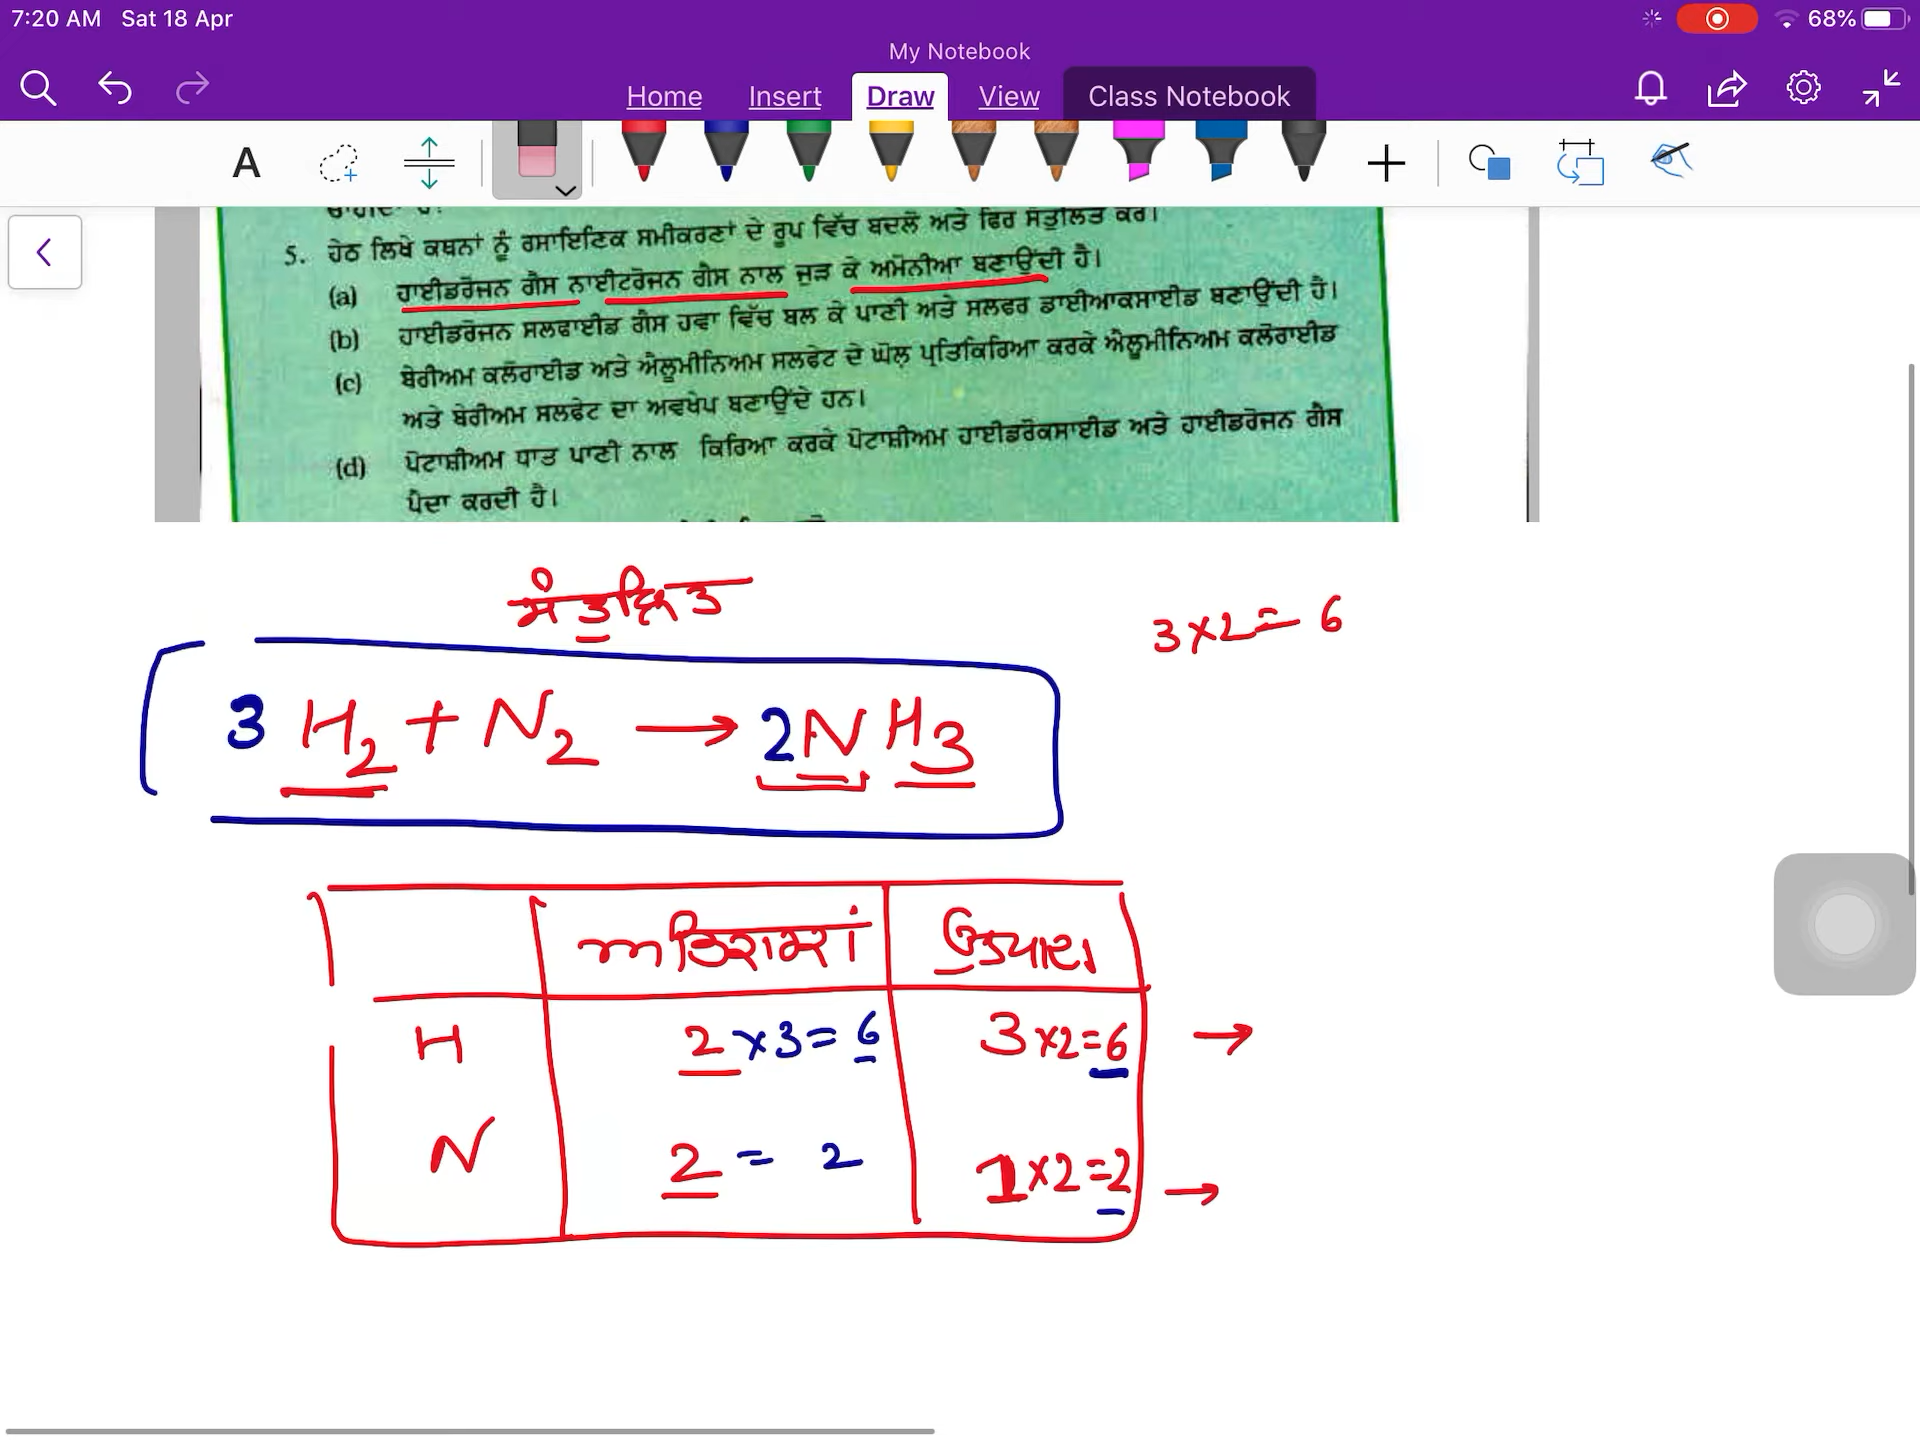 7:20 AM Sat 18 Apr
68%
My Notebook
Home Insert Draw View Class Notebook
A
5. ਹੇਠ ਲਿਖੇ ਕਥਨਾਂ ਨੂੰ ਰਸਾਇਣਿਕ ਸਮੀਕਰਣਾਂ ਦੇ ਰੂਪ ਵਿੱਚ ਬਦਲੋ ਅਤੇ ਫਿਰ ਸੰਤੁਲਿਤ ਕਰੋ।
(a) ਹਾਈਡਰੋਜਨ ਗੈਸ ਨਾਈਟਰੋਜਨ ਗੈਸ ਨਾਲ ਜੁੜ ਕੇ ਅਮੋਨੀਆ ਬਣਾਉਂਦੀ ਹੈ।
(b) ਹਾਈਡਰੋਜਨ ਸਲਫਾਈਡ ਗੈਸ ਹਵਾ ਵਿੱਚ ਬਲ ਕੇ ਪਾਣੀ ਅਤੇ ਸਲਫਰ ਡਾਈਆਕਸਾਈਡ ਬਣਾਉਂਦੀ ਹੈ।
(c) ਬੇਰੀਅਮ ਕਲੋਰਾਈਡ ਅਤੇ ਐਲੂਮੀਨਿਅਮ ਸਲਫੇਟ ਦੇ ਘੋਲ ਪ੍ਰਤਿਕਿਰਿਆ ਕਰਕੇ ਐਲੂਮੀਨਿਅਮ ਕਲੋਰਾਈਡ
ਅਤੇ ਬੇਰੀਅਮ ਸਲਫੇਟ ਦਾ ਅਵਖੇਪ ਬਣਾਉਂਦੇ ਹਨ।
(d) ਪੋਟਾਸ਼ੀਅਮ ਧਾਤ ਪਾਣੀ ਨਾਲ ਕਿਰਿਆ ਕਰਕੇ ਪੋਟਾਸ਼ੀਅਮ ਹਾਈਡਰੋਕਸਾਈਡ ਅਤੇ ਹਾਈਡਰੋਜਨ ਗੈਸ
ਪੈਦਾ ਕਰਦੀ ਹੈ।
ਸੰਤੁਲਿਤ
3×2= 6
3 H₂ + N₂ → 2NH₃
ਅਭਿਕਾਰਕਾਂ ਉਤਪਾਦ
H 2×3=6 3×2=6 →
N 2 = 2 1×2=2 →